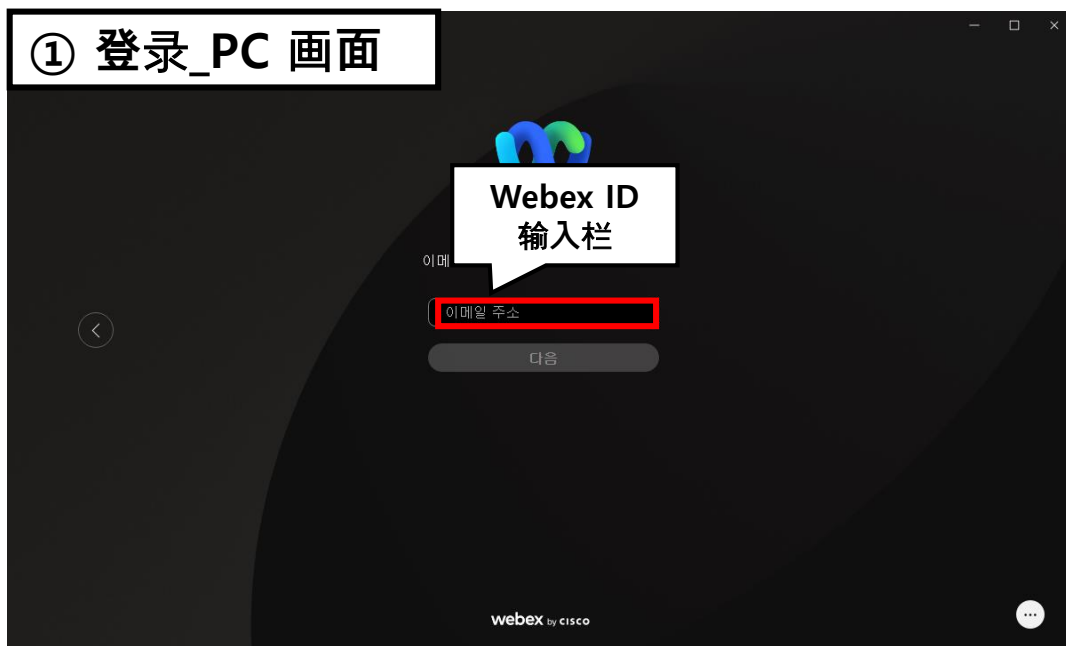 ① 登录_PC 画面
Webex ID
输入栏
이메
이메일 주소
다음
webex by CISCO